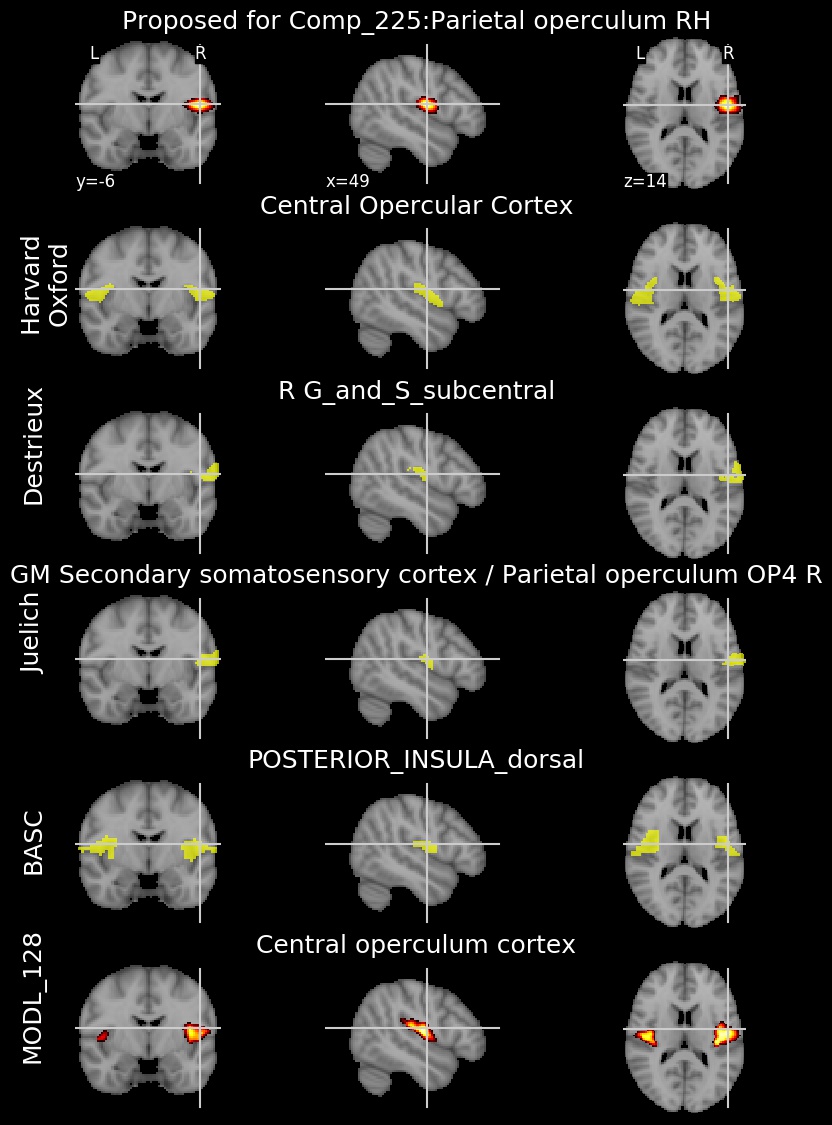 Proposed for Comp_225:Parietal operculum RH
L R
L R
y=-6
x=49
z=14
Central Opercular Cortex
Harvard
Oxford
R G_and_S_subcentral
Destrieux
GM Secondary somatosensory cortex / Parietal operculum OP4 R
Juelich
POSTERIOR_INSULA_dorsal
BASC
Central operculum cortex
MODL_128